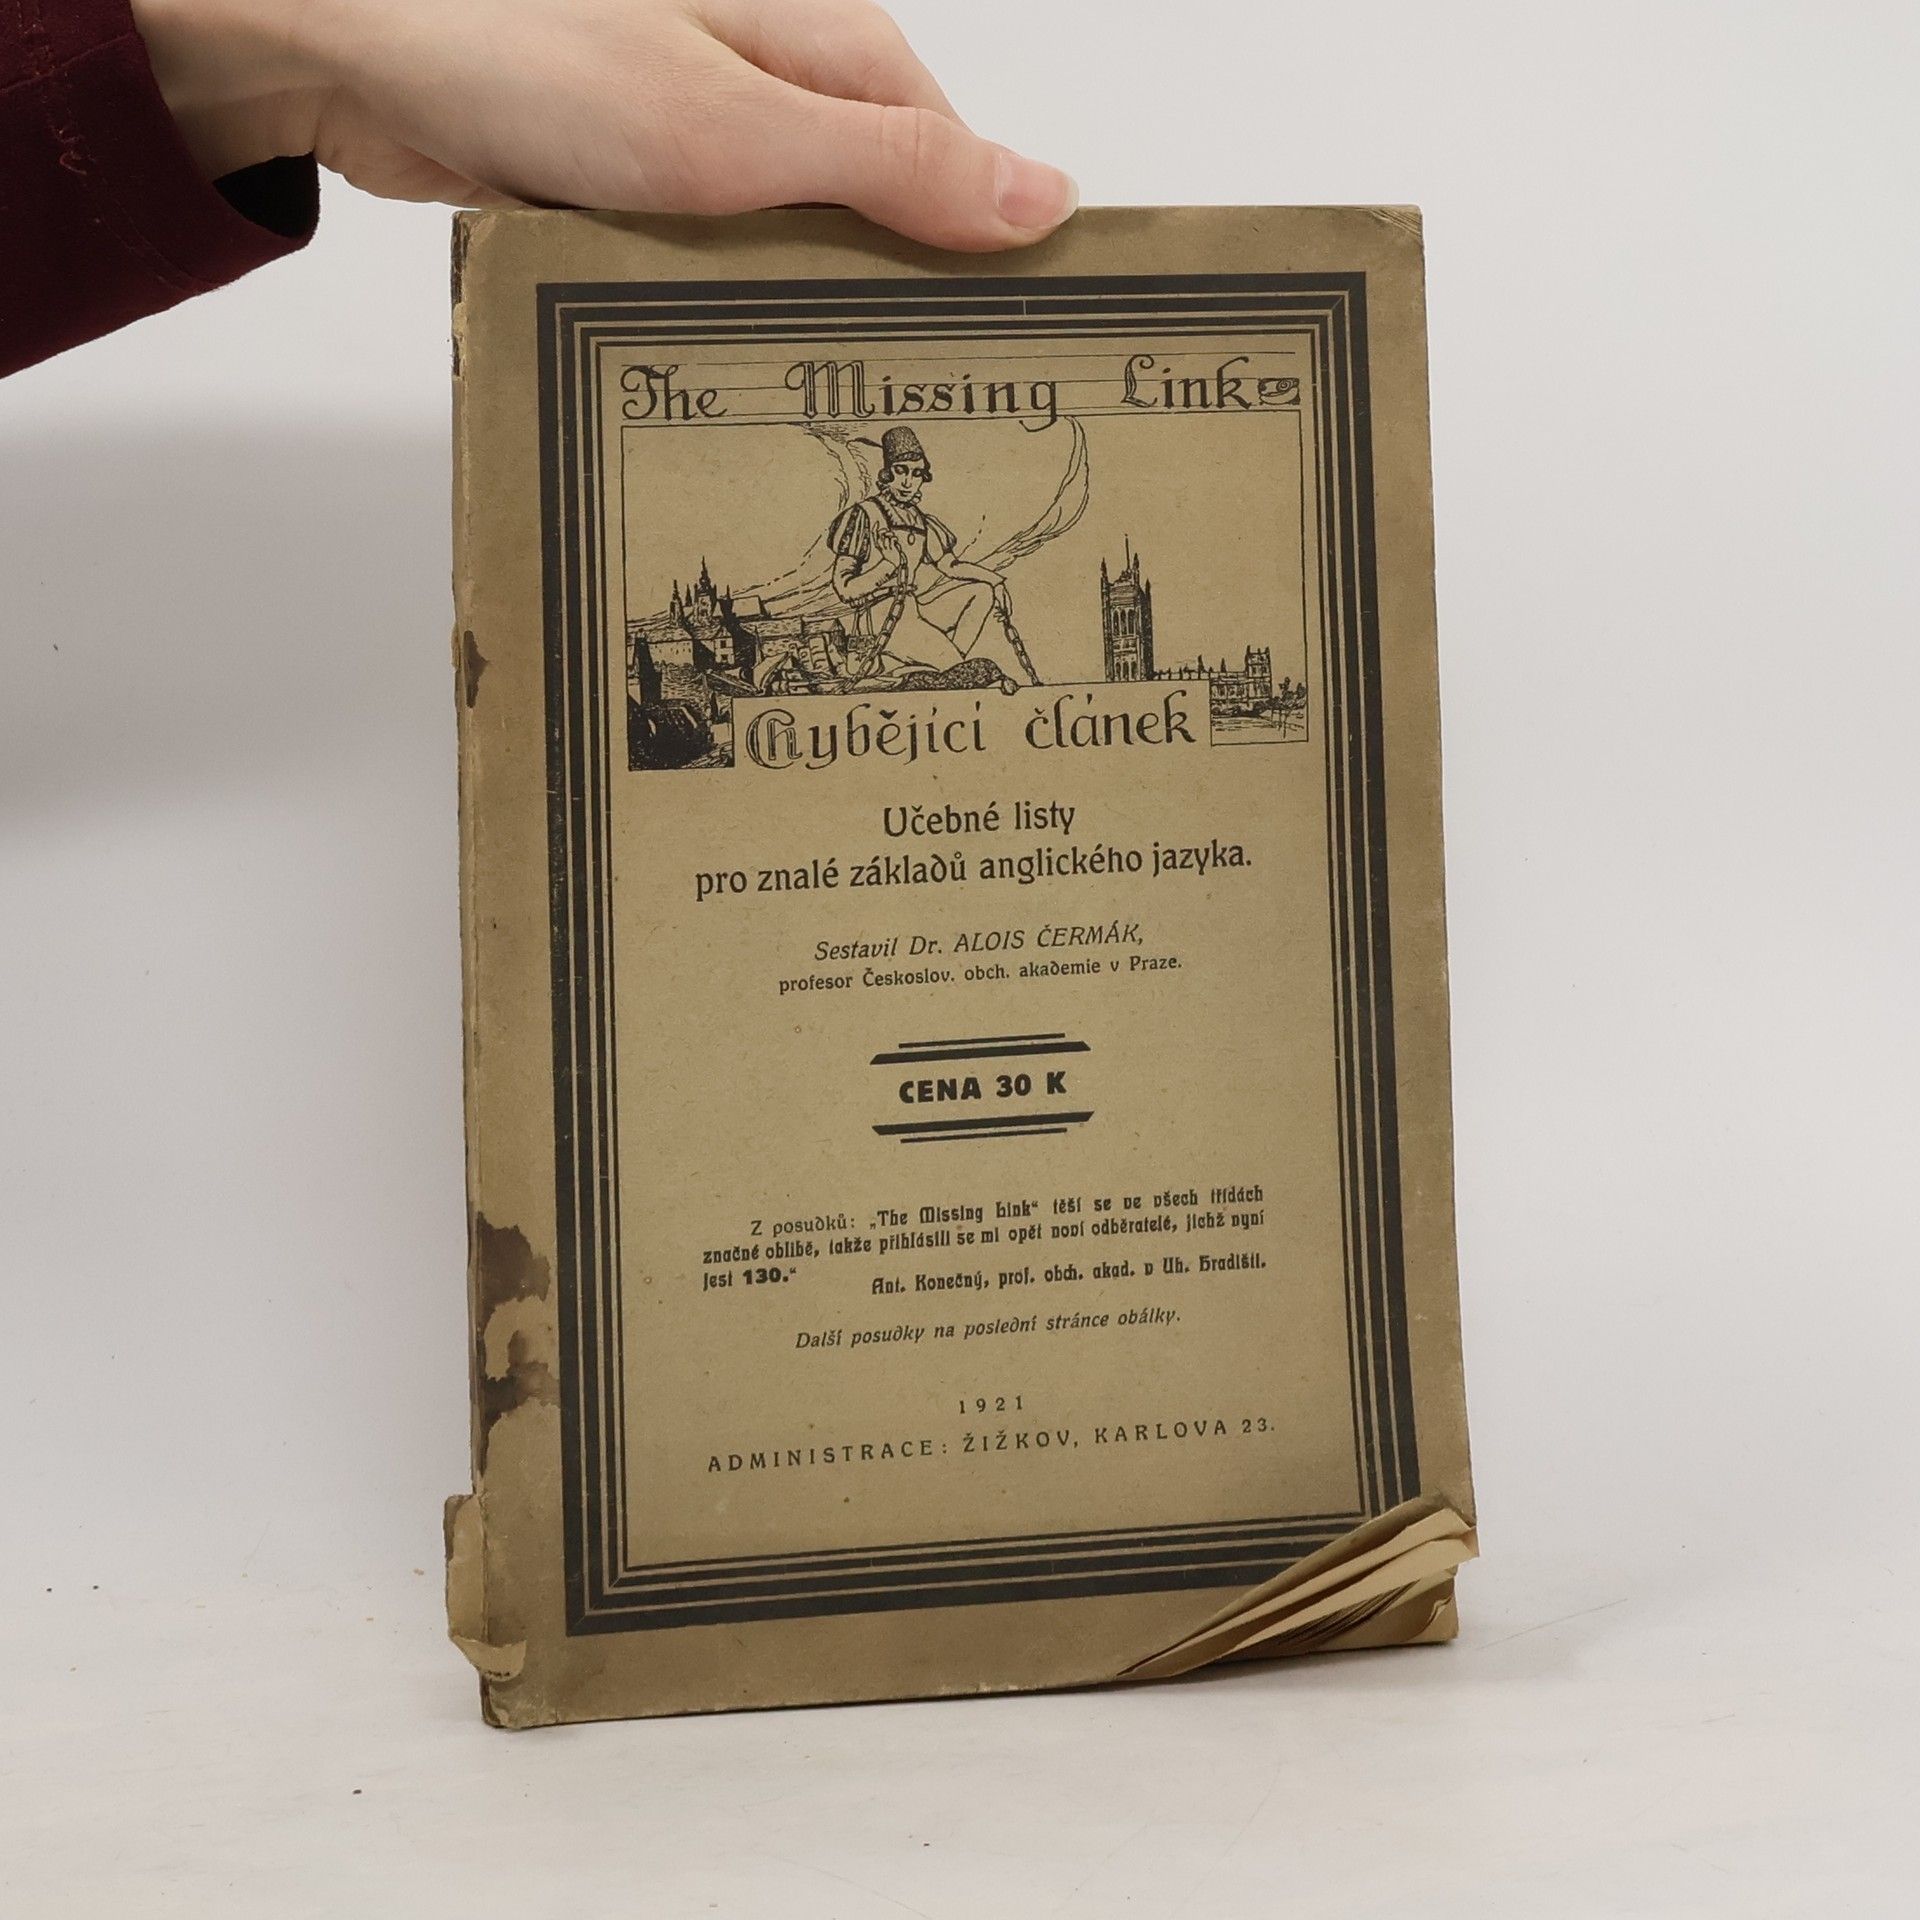 The Missing Link
Chybějící článek
Učebné listy
pro znalé základů anglického jazyka.
Sestavil Dr. ALOIS ČERMÁK,
profesor Českoslov. obch. akademie v Praze.
CENA 30 K
Z posudků: „The Missing Link“ těší se ve všech třídách
značné oblibě, takže přihlásili se mi opět noví odběratelé, jichž nyní
jest 130.“
Ant. Konečný, prof. obch. akad. v Uh. Hradišti.
Další posudky na poslední stránce obálky.
1921
ADMINISTRACE: ŽIŽKOV, KARLOVA 23.